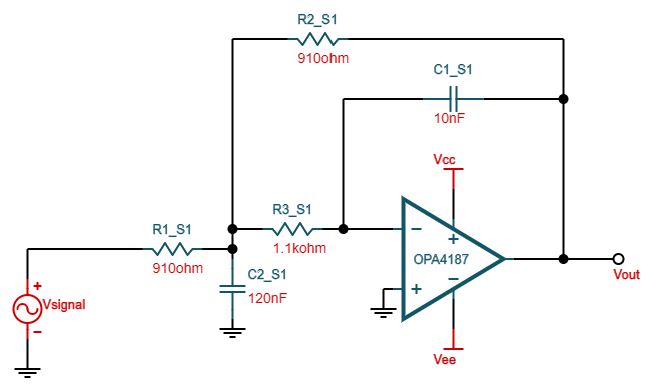 R2_S1
910ohm
C1_S1
10nF
Vcc
R3_S1
1.1kohm
R1_S1
910ohm
C2_S1
120nF
OPA4187
− +
+ −
Vout
+
Vsignal
−
Vee